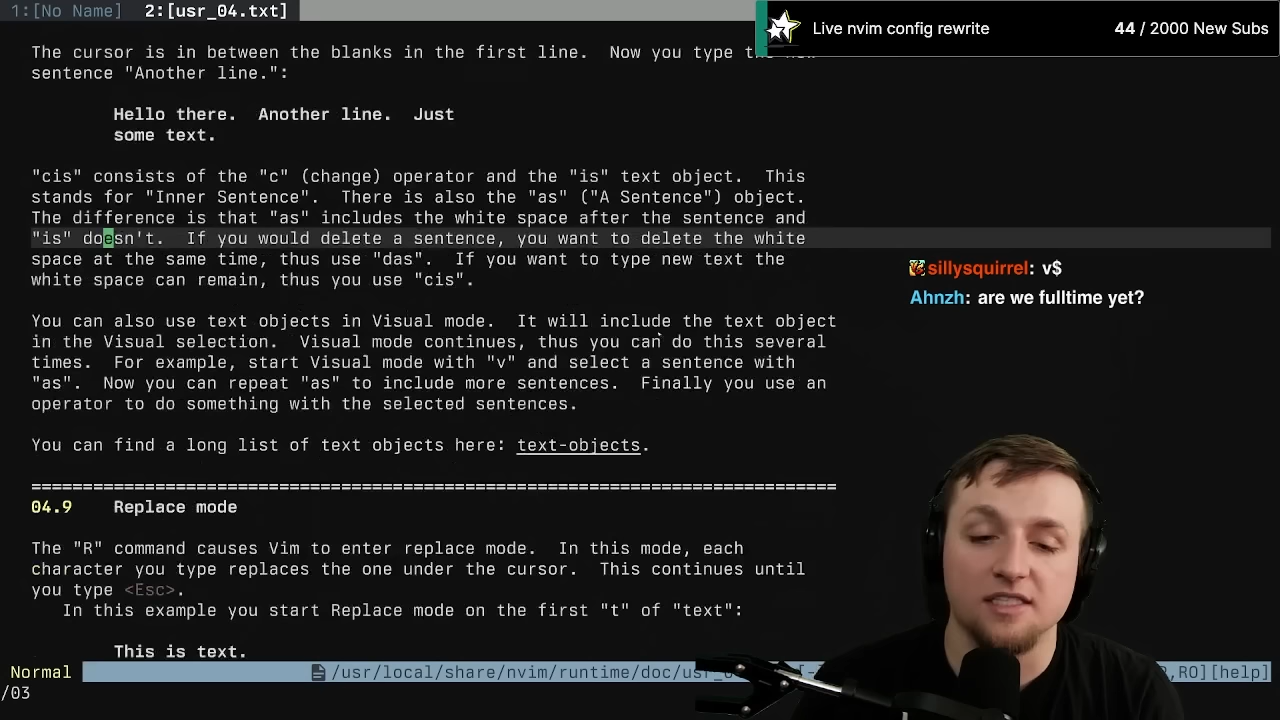 1:[No Name]  2:[usr_04.txt]
Live nvim config rewrite
44 / 2000 New Subs
The cursor is in between the blanks in the first line.  Now you type
sentence "Another line.":
Hello there.  Another line.  Just
some text.
"cis" consists of the "c" (change) operator and the "is" text object.  This
stands for "Inner Sentence".  There is also the "as" ("A Sentence") object.
The difference is that "as" includes the white space after the sentence and
"is" doesn't.  If you would delete a sentence, you want to delete the white
space at the same time, thus use "das".  If you want to type new text the
white space can remain, thus you use "cis".
sillysquirrel: v$
Ahnzh: are we fulltime yet?
You can also use text objects in Visual mode.  It will include the text object
in the Visual selection.  Visual mode continues, thus you can do this several
times.  For example, start Visual mode with "v" and select a sentence with
"as".  Now you can repeat "as" to include more sentences.  Finally you use an
operator to do something with the selected sentences.
You can find a long list of text objects here: text-objects.
==============================================================================
04.9    Replace mode
The "R" command causes Vim to enter replace mode.  In this mode, each
character you type replaces the one under the cursor.  This continues until
you type <Esc>.
In this example you start Replace mode on the first "t" of "text":
This is text.
Normal /usr/local/share/nvim/runtime/doc/usr_ ,RO][help]
/03